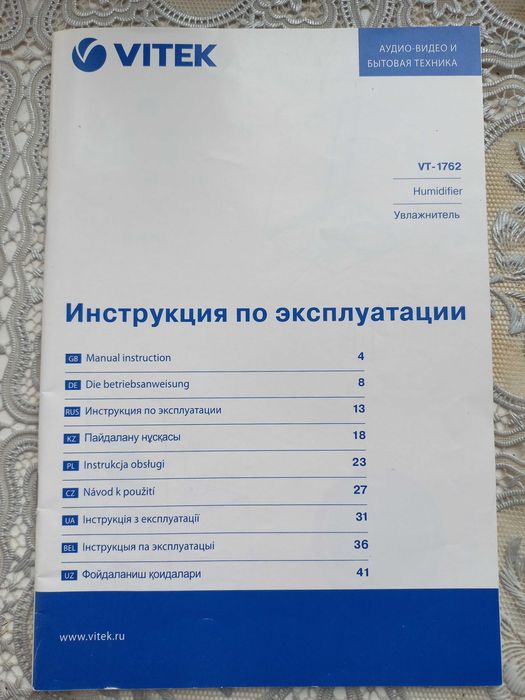 VITEK
АУДИО-ВИДЕО И
БЫТОВАЯ ТЕХНИКА
VT-1762
Humidifier
Увлажнитель
Инструкция по эксплуатации
GB Manual instruction 4
DE Die betriebsanweisung 8
RUS Инструкция по эксплуатации 13
KZ Пайдалану нұсқасы 18
PL Instrukcja obsługi 23
CZ Návod k použití 27
UA Інструкція з експлуатації 31
BEL Інструкцыя па эксплуатацыі 36
UZ Фойдаланиш қоидалари 41
www.vitek.ru